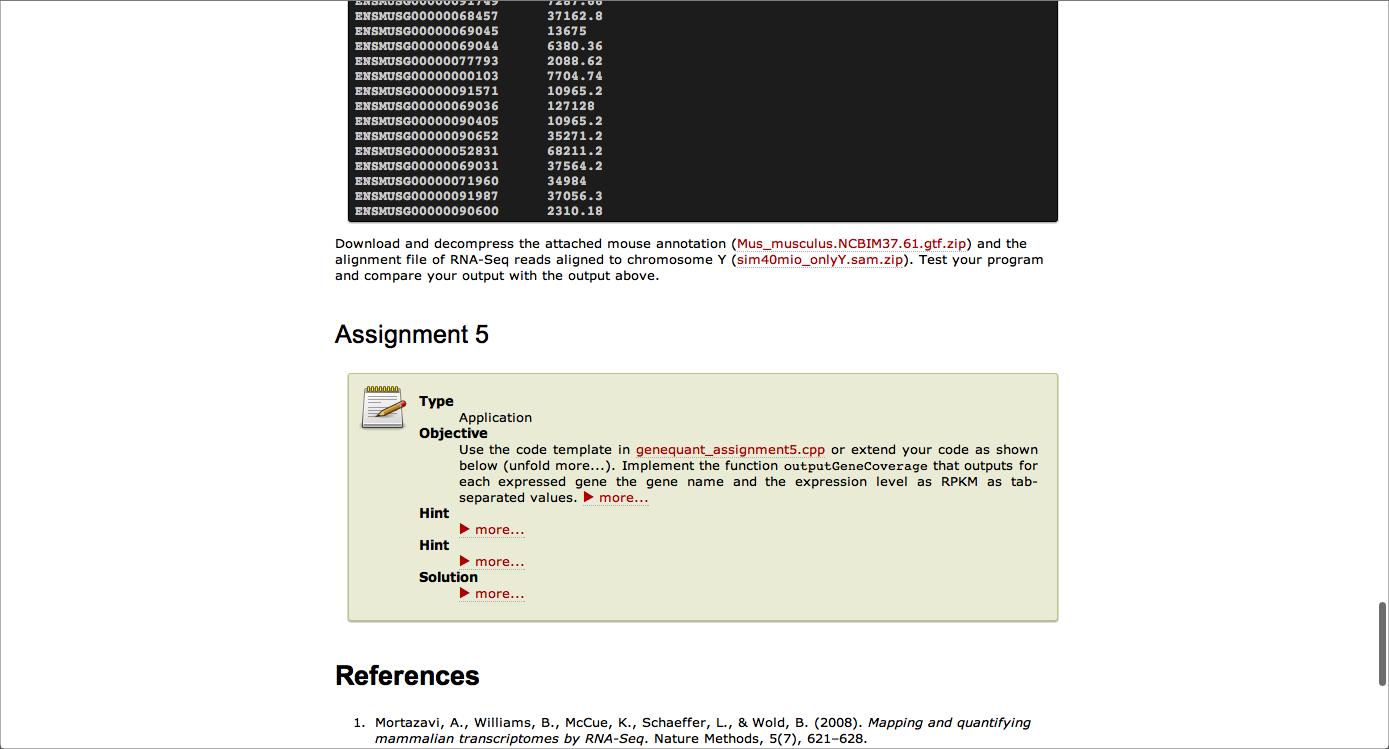 ENSMUSG00000091749 7287.66
ENSMUSG00000068457 37162.8
ENSMUSG00000069045 13675
ENSMUSG00000069044 6380.36
ENSMUSG00000077793 2088.62
ENSMUSG00000000103 7704.74
ENSMUSG00000091571 10965.2
ENSMUSG00000069036 127128
ENSMUSG00000090405 10965.2
ENSMUSG00000090652 35271.2
ENSMUSG00000052831 68211.2
ENSMUSG00000069031 37564.2
ENSMUSG00000071960 34984
ENSMUSG00000091987 37056.3
ENSMUSG00000090600 2310.18
Download and decompress the attached mouse annotation (Mus_musculus.NCBIM37.61.gtf.zip) and the
alignment file of RNA-Seq reads aligned to chromosome Y (sim40mio_onlyY.sam.zip). Test your program
and compare your output with the output above.
Assignment 5
Type
Application
Objective
Use the code template in genequant_assignment5.cpp or extend your code as shown
below (unfold more...). Implement the function outputGeneCoverage that outputs for
each expressed gene the gene name and the expression level as RPKM as tab-
separated values. ▶ more...
Hint
▶ more...
Hint
▶ more...
Solution
▶ more...
References
1. Mortazavi, A., Williams, B., McCue, K., Schaeffer, L., & Wold, B. (2008). Mapping and quantifying
mammalian transcriptomes by RNA-Seq. Nature Methods, 5(7), 621–628.